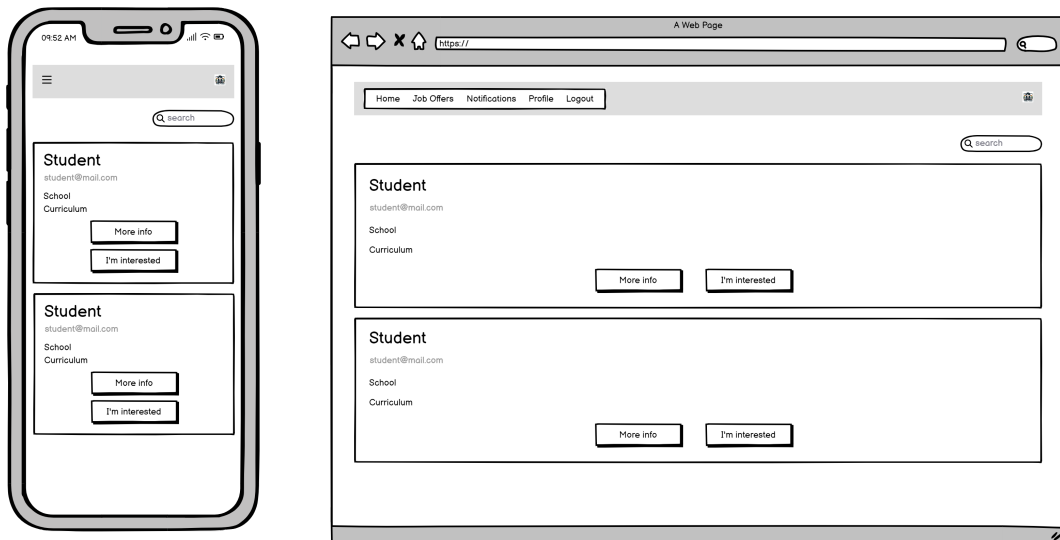 09:52 AM
search
Student
student@mail.com
School
Curriculum
More info
I'm interested
Student
student@mail.com
School
Curriculum
More info
I'm interested
A Web Page
https://
Home Job Offers Notifications Profile Logout
search
Student
student@mail.com
School
Curriculum
More info I'm interested
Student
student@mail.com
School
Curriculum
More info I'm interested